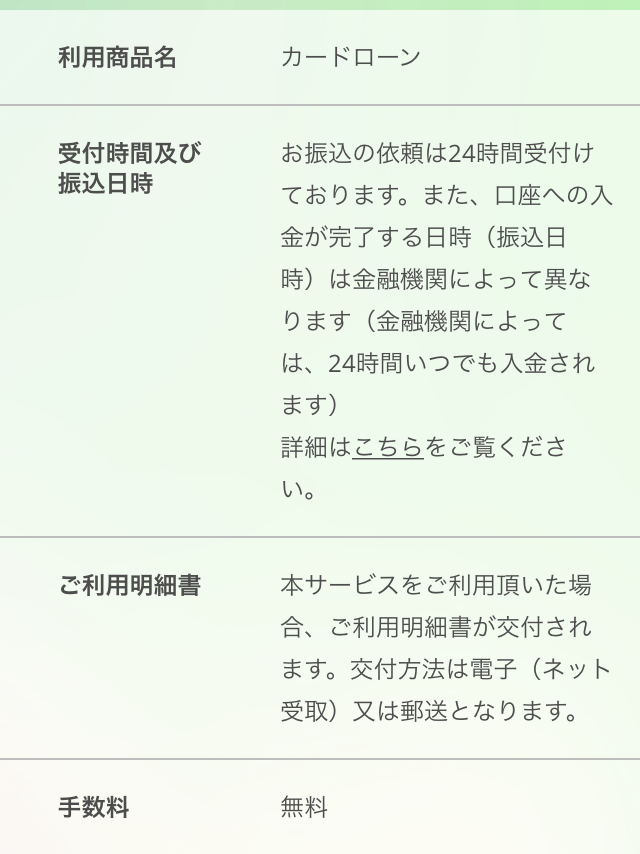 利用商品名
カードローン
受付時間及び
振込日時
お振込の依頼は24時間受付け
ております。また、口座への入
金が完了する日時（振込日
時）は金融機関によって異な
ります（金融機関によって
は、24時間いつでも入金され
ます）
詳細はこちらをご覧くださ
い。
ご利用明細書
本サービスをご利用頂いた場
合、ご利用明細書が交付され
ます。交付方法は電子（ネット
受取）又は郵送となります。
手数料
無料